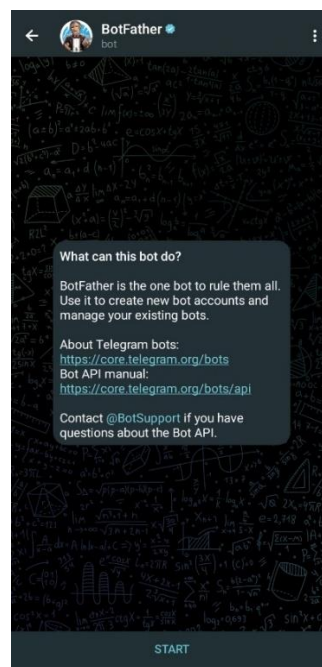 BotFather
bot
What can this bot do?
BotFather is the one bot to rule them all.
Use it to create new bot accounts and
manage your existing bots.
About Telegram bots:
https://core.telegram.org/bots
Bot API manual:
https://core.telegram.org/bots/api
Contact @BotSupport if you have
questions about the Bot API.
START